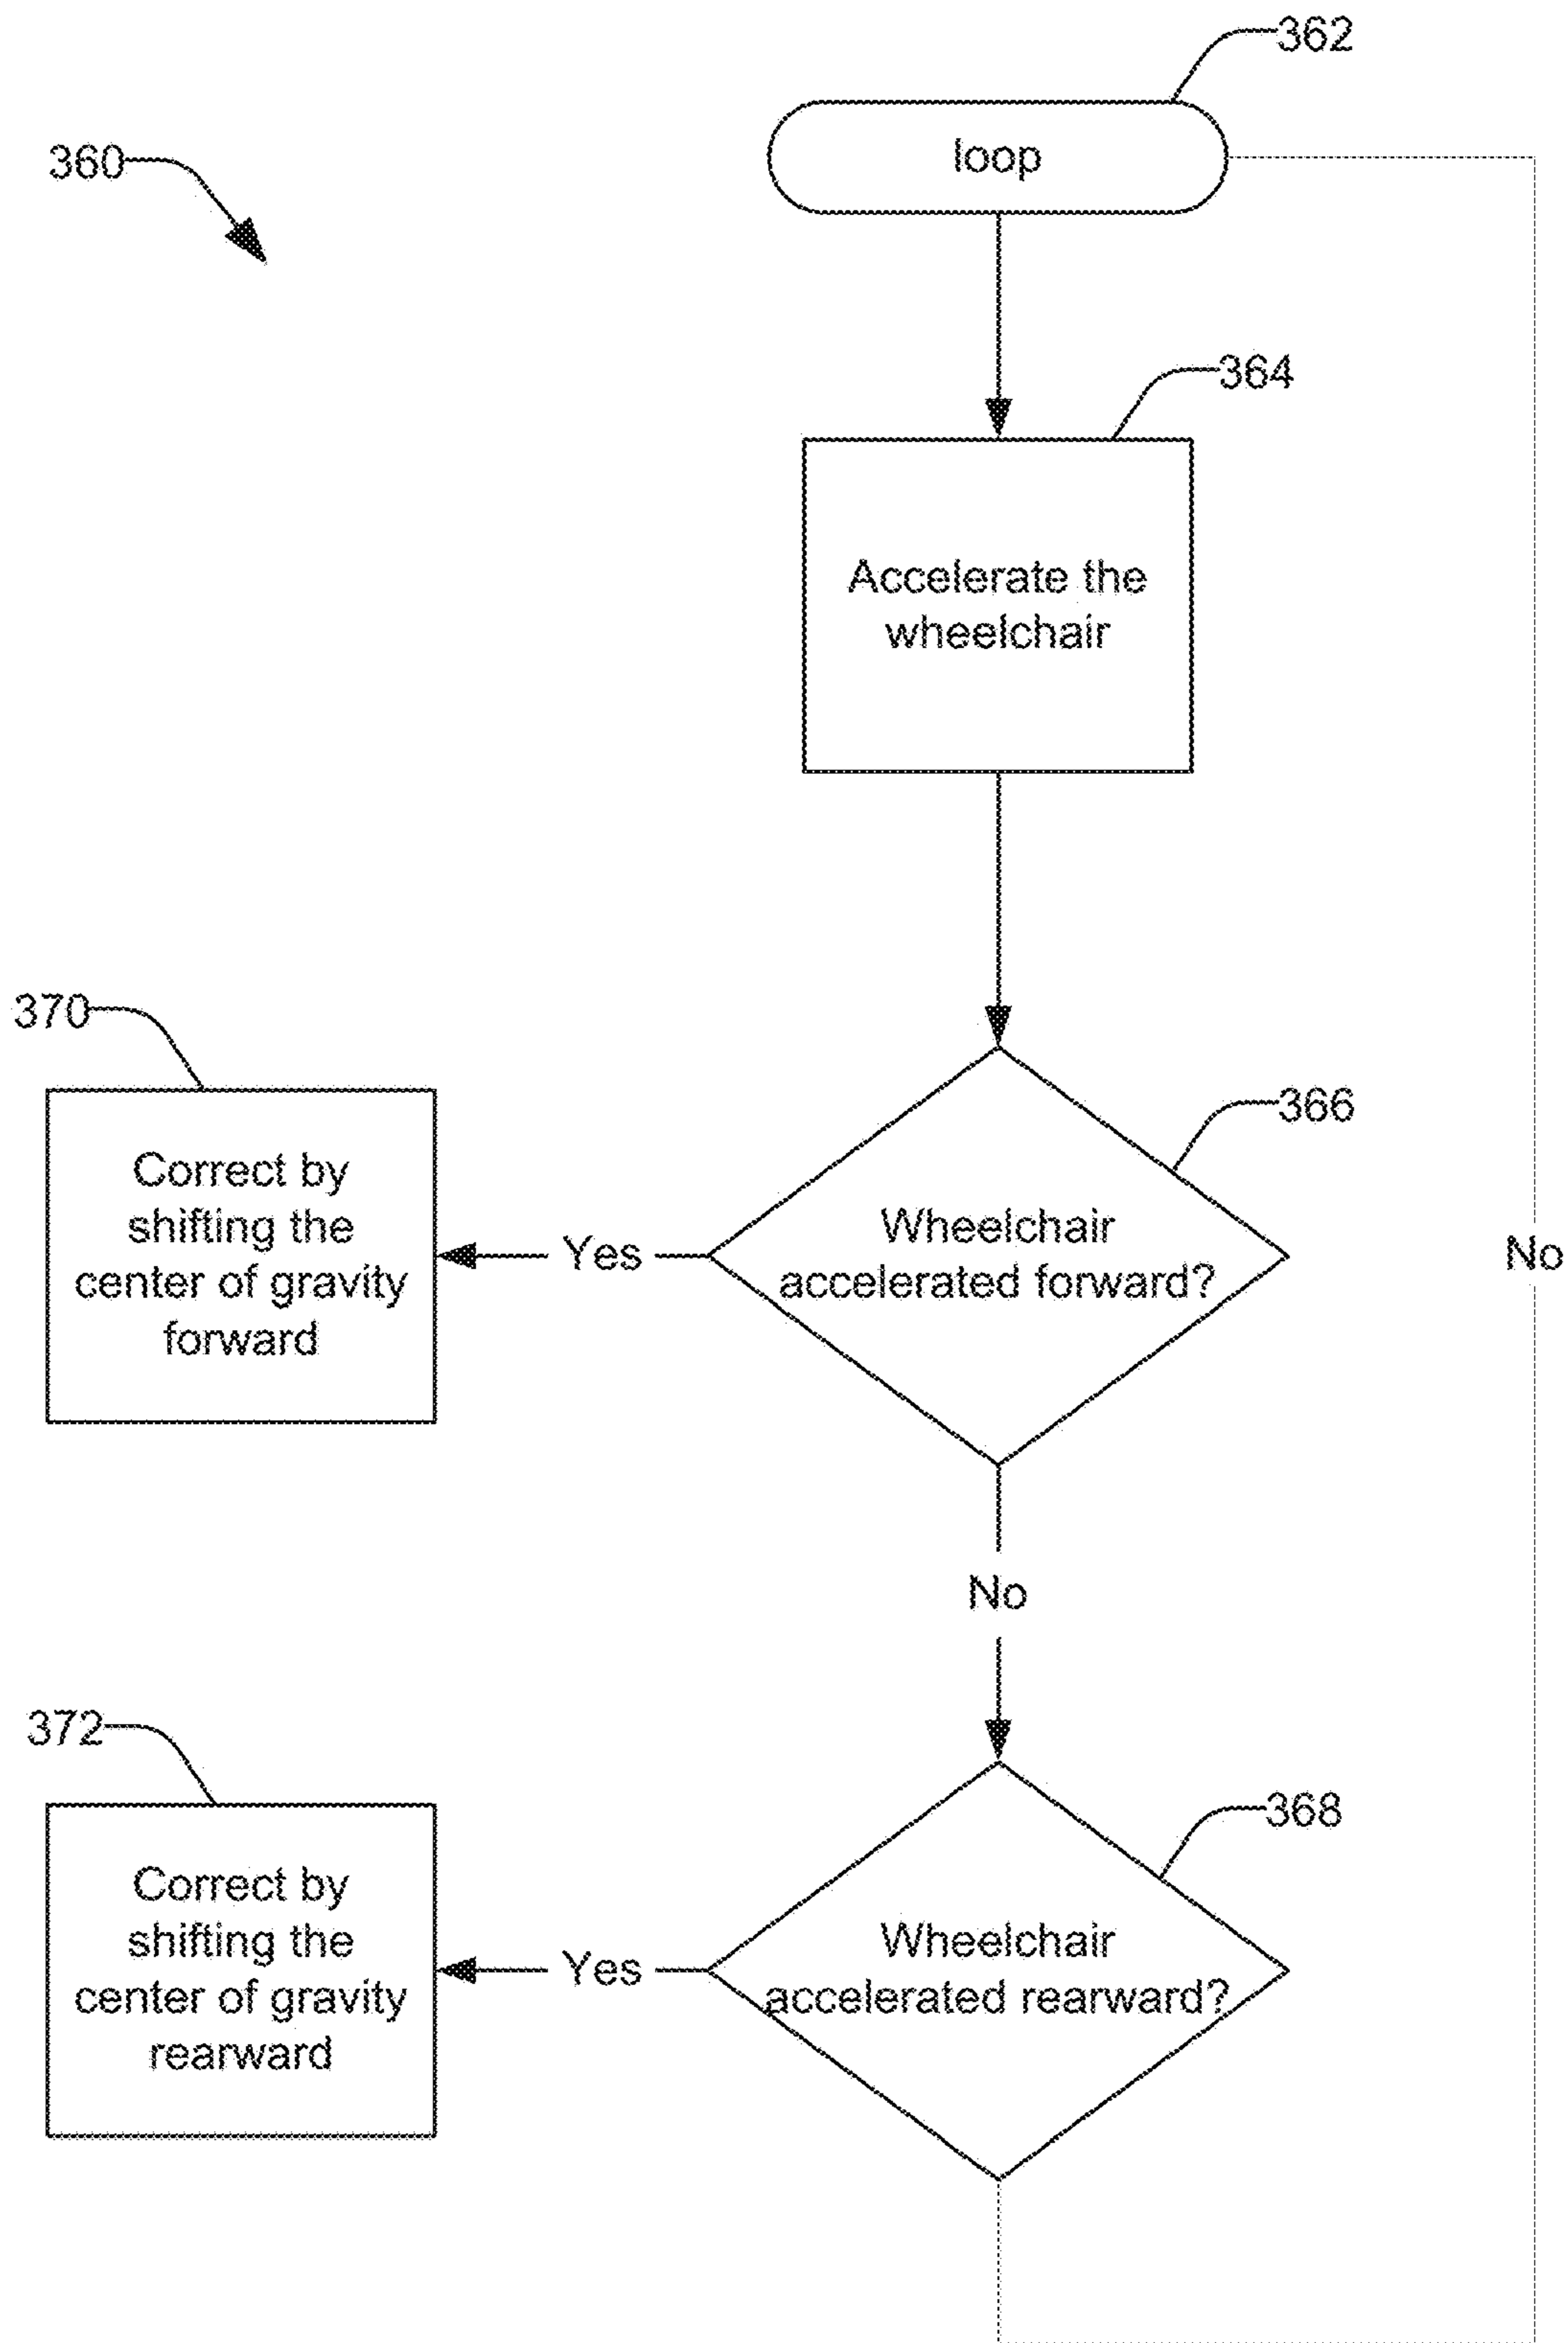 362
360
loop
364
Accelerate the
wheelchair
370
366
Correct by
shifting the
center of gravity
forward
Yes
Wheelchair
accelerated forward?
No
No
372
368
Correct by
shifting the
center of gravity
rearward
Yes
Wheelchair
accelerated rearward?